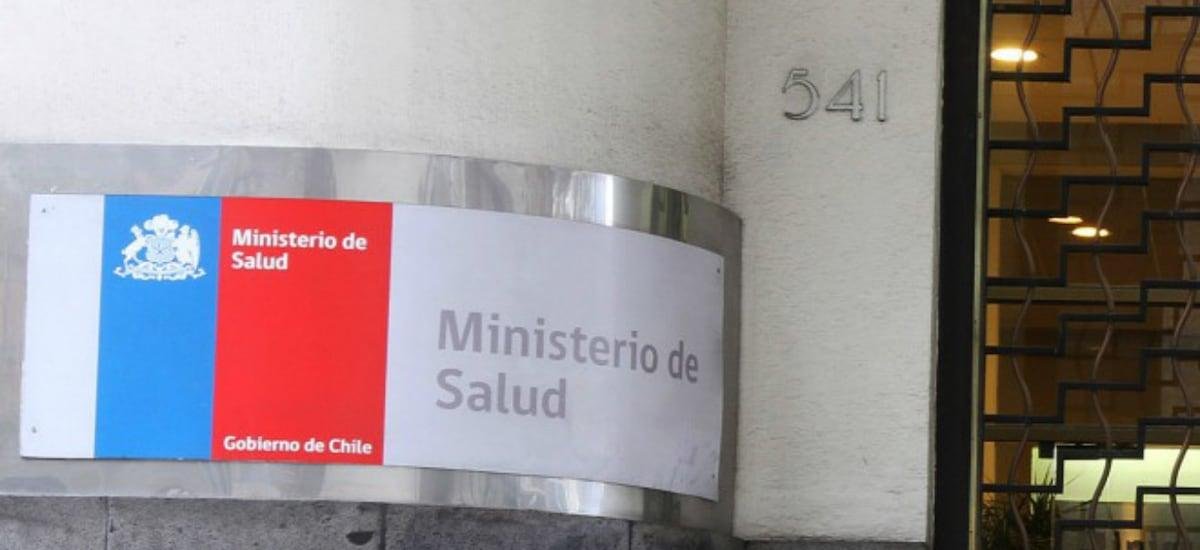 541
Ministerio de
Salud
Gobierno de Chile
Ministerio de
Salud